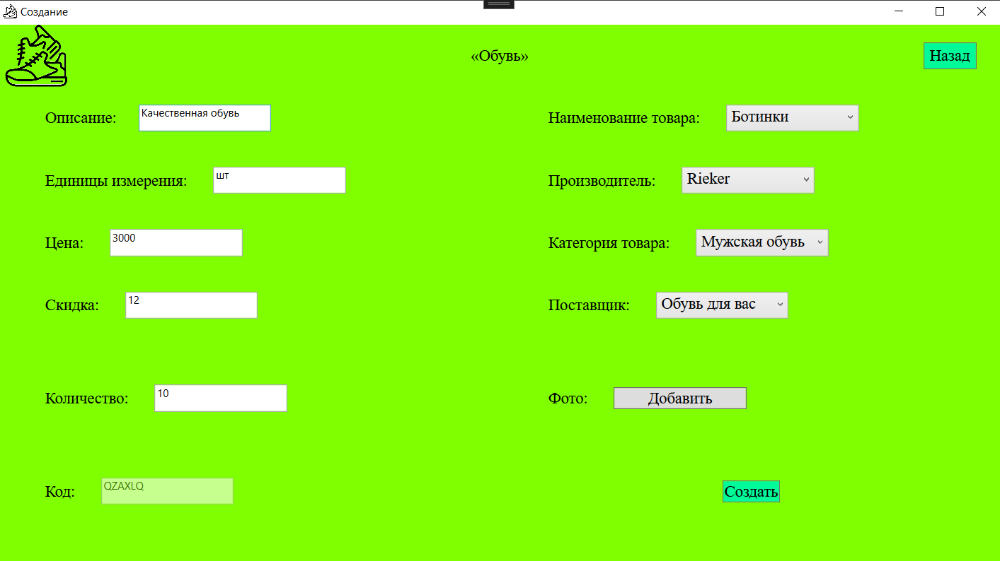 Создание
«Обувь»
Назад
Описание: Качественная обувь
Наименование товара: Ботинки
Единицы измерения: шт
Производитель: Rieker
Цена: 3000
Категория товара: Мужская обувь
Скидка: 12
Поставщик: Обувь для вас
Количество: 10
Фото: Добавить
Код: QZAXLQ
Создать